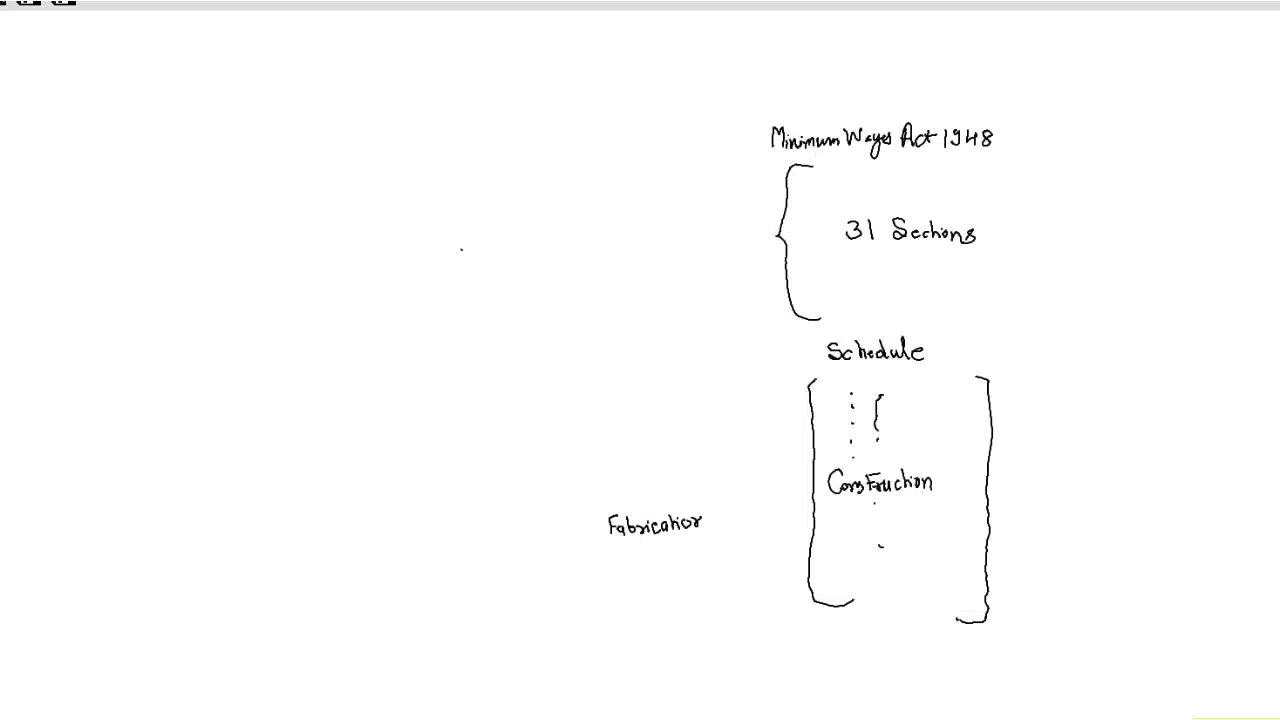 Minimum Wages Act 1948
31 Sections
Schedule
Construction
Fabrication